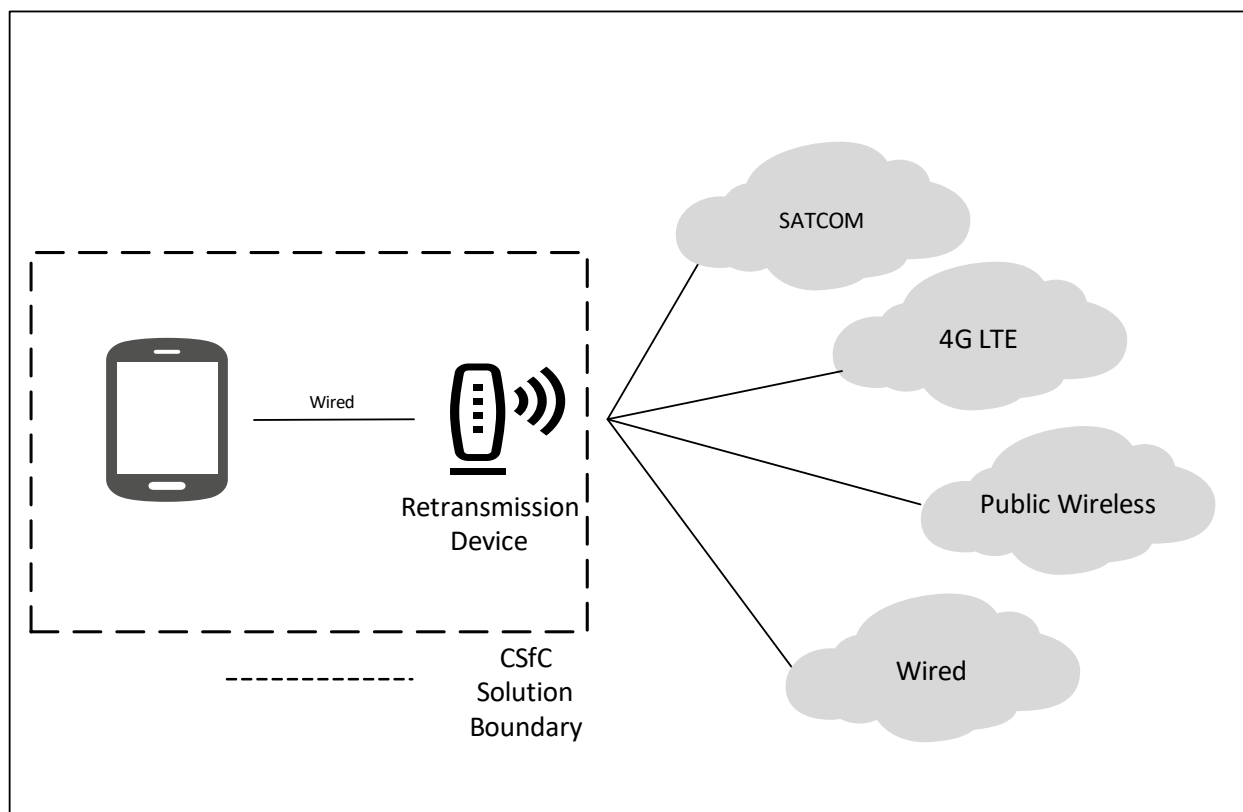 SATCOM
4G LTE
Wired
Public Wireless
Retransmission
Device
Wired
CSfC
Solution
Boundary